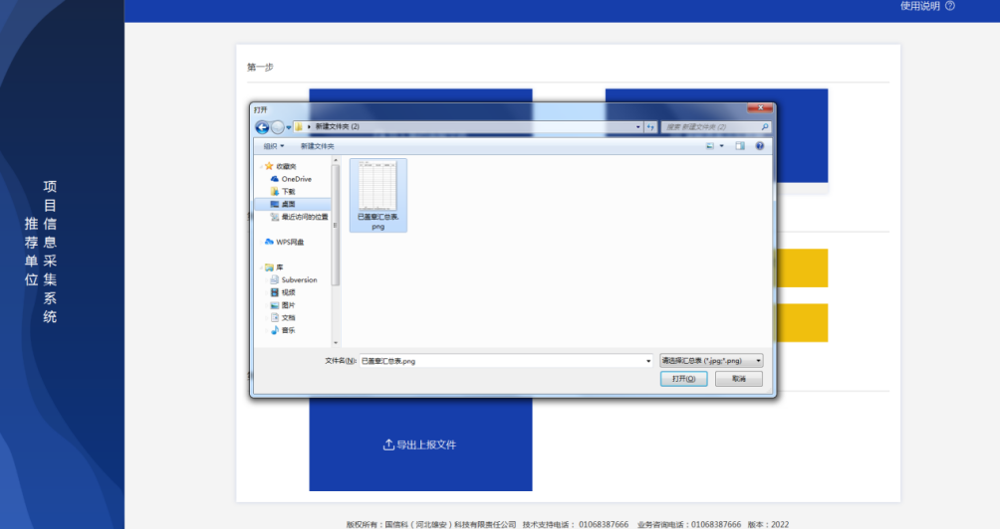 使用说明
推荐单位
项目信息采集系统
第一步
打开
新建文件夹 (2)
搜索 新建文件夹 (2)
组织
新建文件夹
收藏夹
OneDrive
下载
桌面
最近访问的位置
WPS网盘
库
Subversion
视频
图片
文档
音乐
已盖章汇总表.
png
文件名(N):
已盖章汇总表.png
请选择汇总表 (*.jpg;*.png)
打开(O)
取消
导出上报文件
版权所有：国信科（河北雄安）科技有限责任公司 技术支持电话： 01068387666 业务咨询电话：01068387666 版本：2022